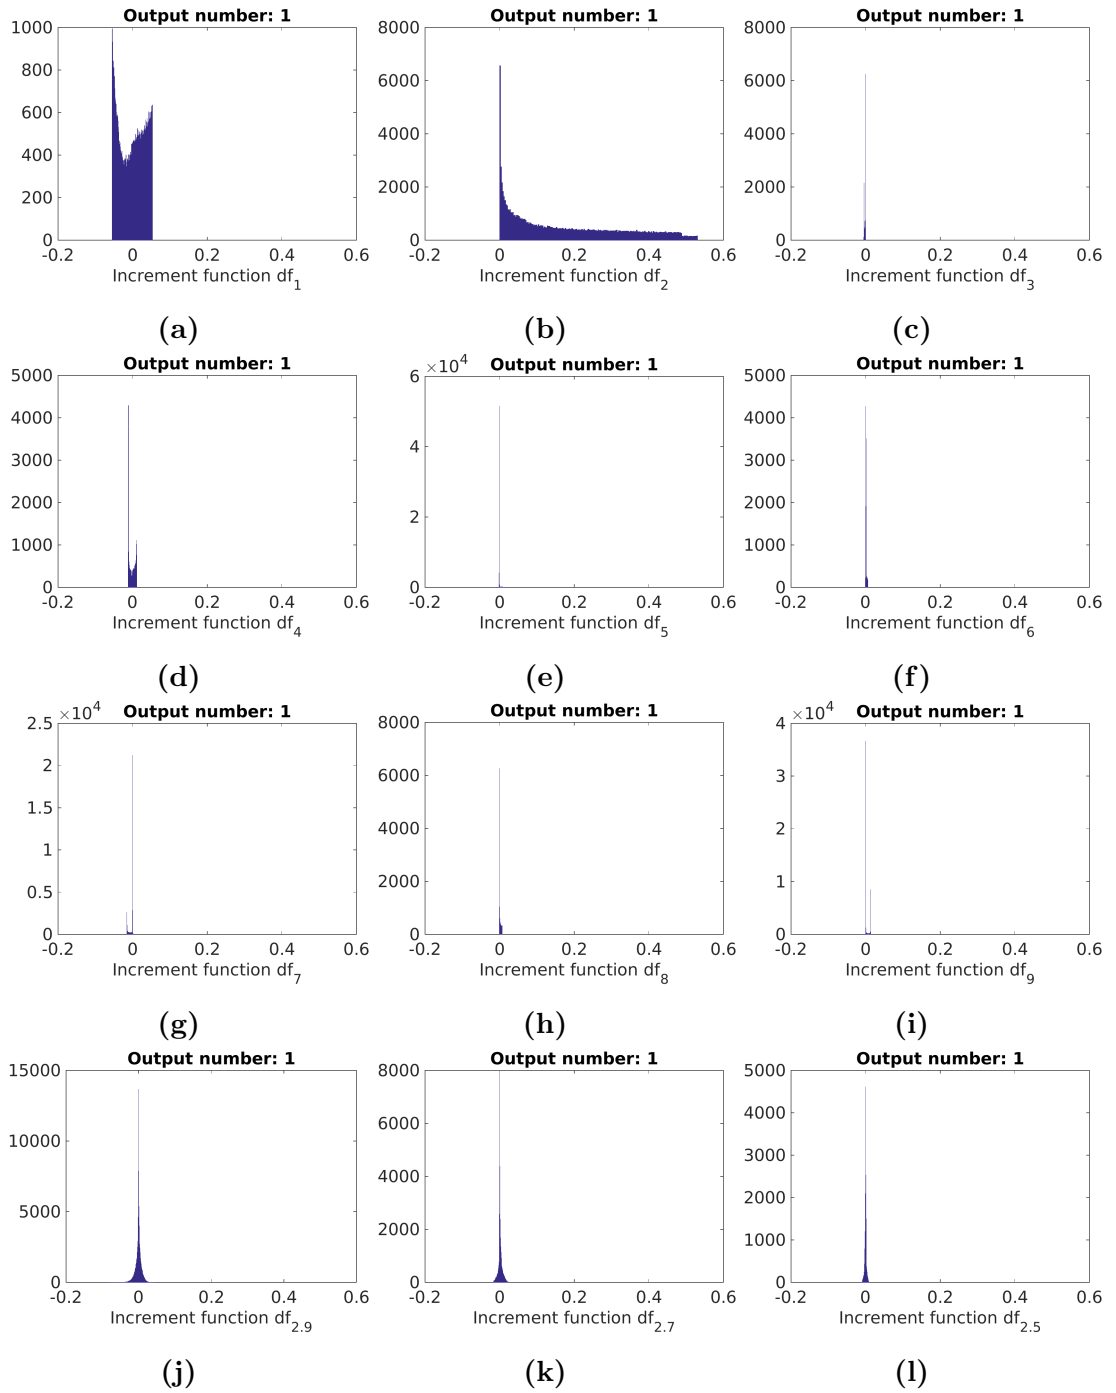 Output number: 1 Output number: 1 Output number: 1
1000 8000 8000
800 6000 6000
600 4000 4000
400 2000 2000
200
0 0 0
-0.2 0 0.2 0.4 0.6 -0.2 0 0.2 0.4 0.6 -0.2 0 0.2 0.4 0.6
Increment function df1 Increment function df2 Increment function df3
(a) (b) (c)
Output number: 1 ×10^4 Output number: 1 Output number: 1
5000 6 5000
4000 4 4000
3000 2 3000
2000 2000
1000 1000
0 0 0
-0.2 0 0.2 0.4 0.6 -0.2 0 0.2 0.4 0.6 -0.2 0 0.2 0.4 0.6
Increment function df4 Increment function df5 Increment function df6
(d) (e) (f)
×10^4 Output number: 1 Output number: 1 ×10^4 Output number: 1
2.5 8000 4
2 6000 3
1.5 4000 2
1 2000 1
0.5
0 0 0
-0.2 0 0.2 0.4 0.6 -0.2 0 0.2 0.4 0.6 -0.2 0 0.2 0.4 0.6
Increment function df7 Increment function df8 Increment function df9
(g) (h) (i)
Output number: 1 Output number: 1 Output number: 1
15000 8000 5000
10000 6000 4000
5000 4000 3000
2000 2000
1000
0 0 0
-0.2 0 0.2 0.4 0.6 -0.2 0 0.2 0.4 0.6 -0.2 0 0.2 0.4 0.6
Increment function df2.9 Increment function df2.7 Increment function df2.5
(j) (k) (l)